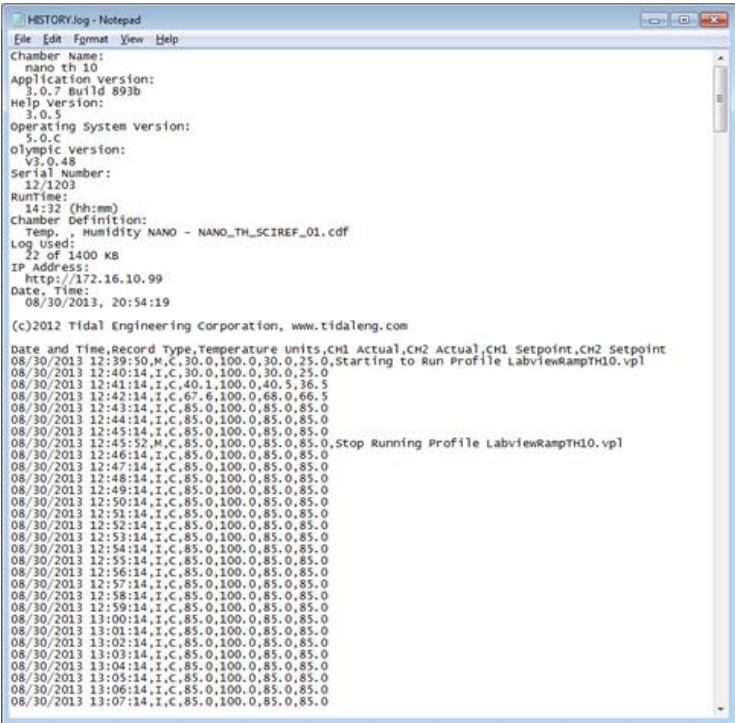 HISTORY.log - Notepad
File Edit Format View Help
Chamber Name:
nano th 10
Application Version:
3.0.7 Build 893b
Help Version:
3.0.5
Operating System Version:
5.0.C
Olympic Version:
V3.0.48
Serial Number:
12/1203
RunTime:
14:32 (hh:mm)
Chamber Definition:
Temp. , Humidity NANO - NANO_TH_SCIREF_01.cdf
Log Used:
22 of 1400 KB
IP Address:
http://172.16.10.99
Date, Time:
08/30/2013, 20:54:19
(c)2012 Tidal Engineering Corporation, www.tidaleng.com
Date and Time,Record Type,Temperature Units,CH1 Actual,CH2 Actual,CH1 Setpoint,CH2 Setpoint
08/30/2013 12:39:50,M,C,30.0,100.0,30.0,25.0,Starting to Run Profile LabviewRampTH10.vpl
08/30/2013 12:40:14,I,C,30.0,100.0,30.0,25.0
08/30/2013 12:41:14,I,C,40.1,100.0,40.5,36.5
08/30/2013 12:42:14,I,C,67.6,100.0,68.0,66.5
08/30/2013 12:43:14,I,C,85.0,100.0,85.0,85.0
08/30/2013 12:44:14,I,C,85.0,100.0,85.0,85.0
08/30/2013 12:45:14,I,C,85.0,100.0,85.0,85.0
08/30/2013 12:45:52,M,C,85.0,100.0,85.0,85.0,Stop Running Profile LabviewRampTH10.vpl
08/30/2013 12:46:14,I,C,85.0,100.0,85.0,85.0
08/30/2013 12:47:14,I,C,85.0,100.0,85.0,85.0
08/30/2013 12:48:14,I,C,85.0,100.0,85.0,85.0
08/30/2013 12:49:14,I,C,85.0,100.0,85.0,85.0
08/30/2013 12:50:14,I,C,85.0,100.0,85.0,85.0
08/30/2013 12:51:14,I,C,85.0,100.0,85.0,85.0
08/30/2013 12:52:14,I,C,85.0,100.0,85.0,85.0
08/30/2013 12:53:14,I,C,85.0,100.0,85.0,85.0
08/30/2013 12:54:14,I,C,85.0,100.0,85.0,85.0
08/30/2013 12:55:14,I,C,85.0,100.0,85.0,85.0
08/30/2013 12:56:14,I,C,85.0,100.0,85.0,85.0
08/30/2013 12:57:14,I,C,85.0,100.0,85.0,85.0
08/30/2013 12:58:14,I,C,85.0,100.0,85.0,85.0
08/30/2013 12:59:14,I,C,85.0,100.0,85.0,85.0
08/30/2013 13:00:14,I,C,85.0,100.0,85.0,85.0
08/30/2013 13:01:14,I,C,85.0,100.0,85.0,85.0
08/30/2013 13:02:14,I,C,85.0,100.0,85.0,85.0
08/30/2013 13:03:14,I,C,85.0,100.0,85.0,85.0
08/30/2013 13:04:14,I,C,85.0,100.0,85.0,85.0
08/30/2013 13:05:14,I,C,85.0,100.0,85.0,85.0
08/30/2013 13:06:14,I,C,85.0,100.0,85.0,85.0
08/30/2013 13:07:14,I,C,85.0,100.0,85.0,85.0